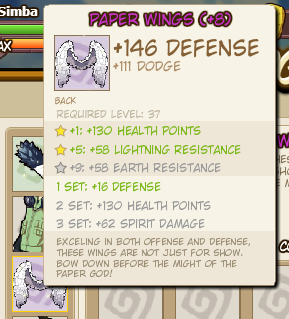 Simba
PAPER WINGS (+8)
AX
+146 DEFENSE
+111 DODGE
BACK
REQUIRED LEVEL: 37
+1: +130 HEALTH POINTS
+5: +58 LIGHTNING RESISTANCE
+9: +58 EARTH RESISTANCE
1 SET: +16 DEFENSE
2 SET: +130 HEALTH POINTS
3 SET: +62 SPIRIT DAMAGE
EXCELING IN BOTH OFFENSE AND DEFENSE,
THESE WINGS ARE NOT JUST FOR SHOW.
BOW DOWN BEFORE THE MIGHT OF THE
PAPER GOD!